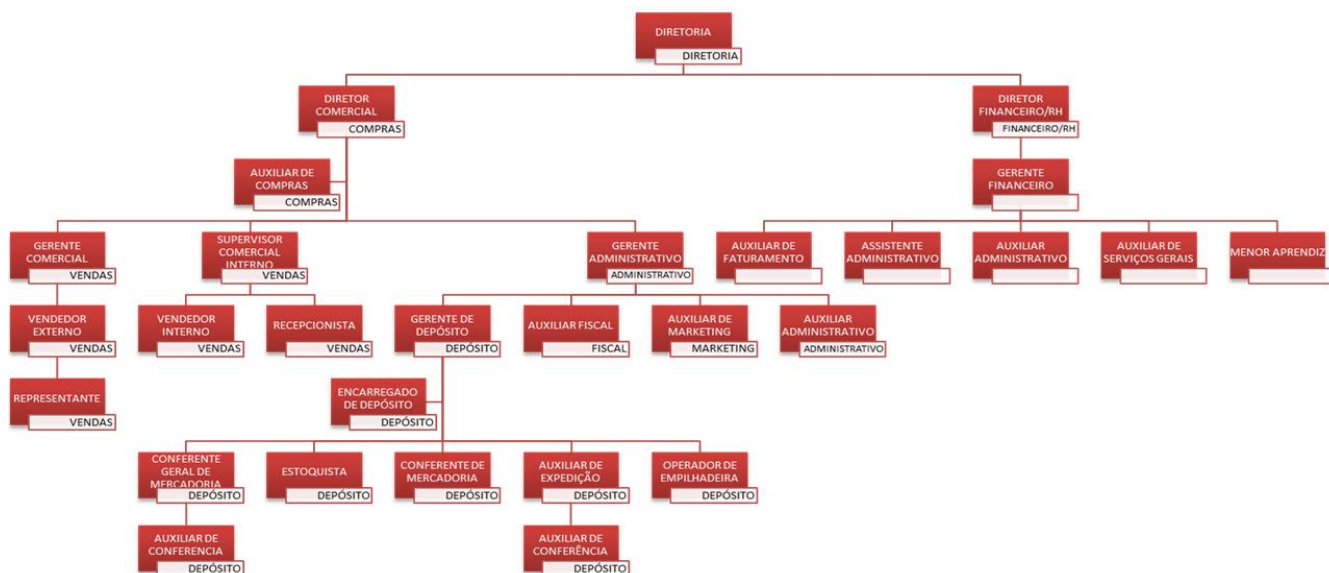 DIRETORIA
DIRETORIA
DIRETOR
COMERCIAL
COMPRAS
DIRETOR
FINANCEIRO/RH
FINANCEIRO/RH
AUXILIAR DE
COMPRAS
COMPRAS
GERENTE
FINANCEIRO
GERENTE
COMERCIAL
VENDAS
SUPERVISOR
COMERCIAL
INTERNO
VENDAS
GERENTE
ADMINISTRATIVO
ADMINISTRATIVO
AUXILIAR DE
FATURAMENTO
ASSISTENTE
ADMINISTRATIVO
AUXILIAR
ADMINISTRATIVO
AUXILIAR DE
SERVIÇOS GERAIS
MENOR APRENDIZ
VENDEDOR
EXTERNO
VENDAS
VENDEDOR
INTERNO
VENDAS
RECEPCIONISTA
VENDAS
GERENTE DE
DEPÓSITO
DEPÓSITO
AUXILIAR FISCAL
FISCAL
AUXILIAR DE
MARKETING
MARKETING
AUXILIAR
ADMINISTRATIVO
ADMINISTRATIVO
REPRESENTANTE
VENDAS
ENCARREGADO
DE DEPÓSITO
DEPÓSITO
CONFERENTE
GERAL DE
MERCADORIA
DEPÓSITO
ESTOQUISTA
DEPÓSITO
CONFERENTE DE
MERCADORIA
DEPÓSITO
AUXILIAR DE
EXPEDIÇÃO
DEPÓSITO
OPERADOR DE
EMPILHADEIRA
DEPÓSITO
AUXILIAR DE
CONFERENCIA
DEPÓSITO
AUXILIAR DE
CONFERÊNCIA
DEPÓSITO